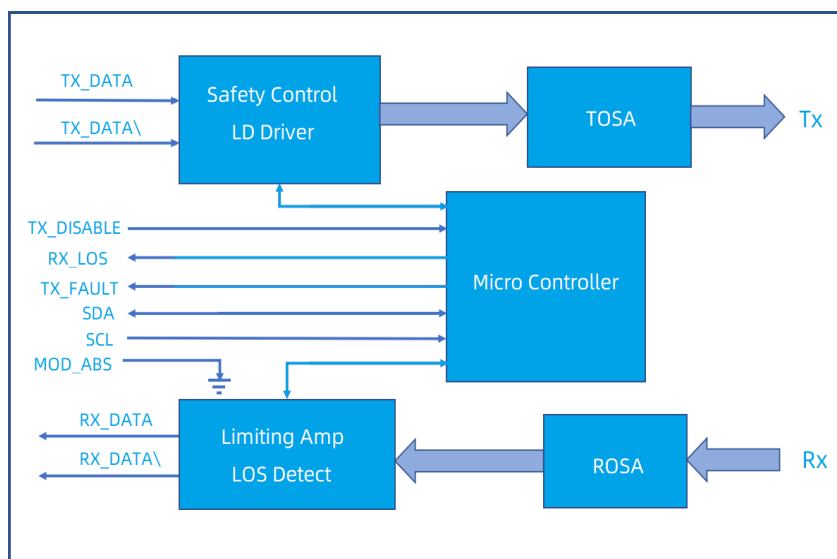 TX_DATA
TX_DATA\
Safety Control
LD Driver
TOSA
Tx
TX_DISABLE
RX_LOS
TX_FAULT
SDA
SCL
MOD_ABS
Micro Controller
RX_DATA
RX_DATA\
Limiting Amp
LOS Detect
ROSA
Rx